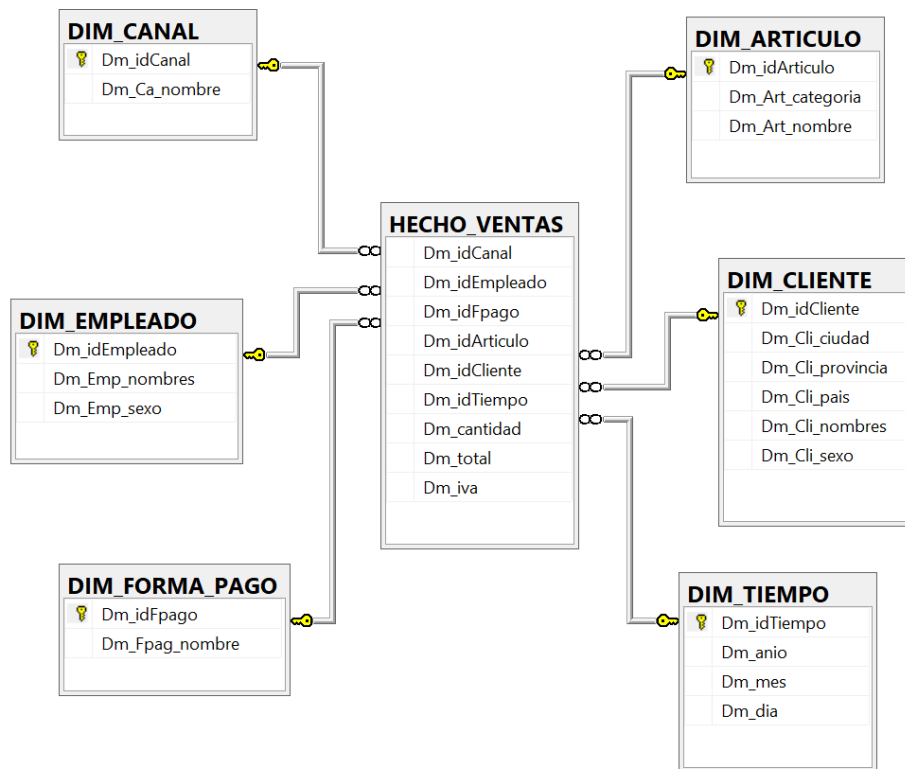 DIM_CANAL
Dm_idCanal
Dm_Ca_nombre
DIM_ARTICULO
Dm_idArticulo
Dm_Art_categoria
Dm_Art_nombre
HECHO_VENTAS
Dm_idCanal
Dm_idEmpleado
Dm_idFpago
Dm_idArticulo
Dm_idCliente
Dm_idTiempo
Dm_cantidad
Dm_total
Dm_iva
DIM_EMPLEADO
Dm_idEmpleado
Dm_Emp_nombres
Dm_Emp_sexo
DIM_CLIENTE
Dm_idCliente
Dm_Cli_ciudad
Dm_Cli_provincia
Dm_Cli_pais
Dm_Cli_nombres
Dm_Cli_sexo
DIM_FORMA_PAGO
Dm_idFpago
Dm_Fpag_nombre
DIM_TIEMPO
Dm_idTiempo
Dm_anio
Dm_mes
Dm_dia